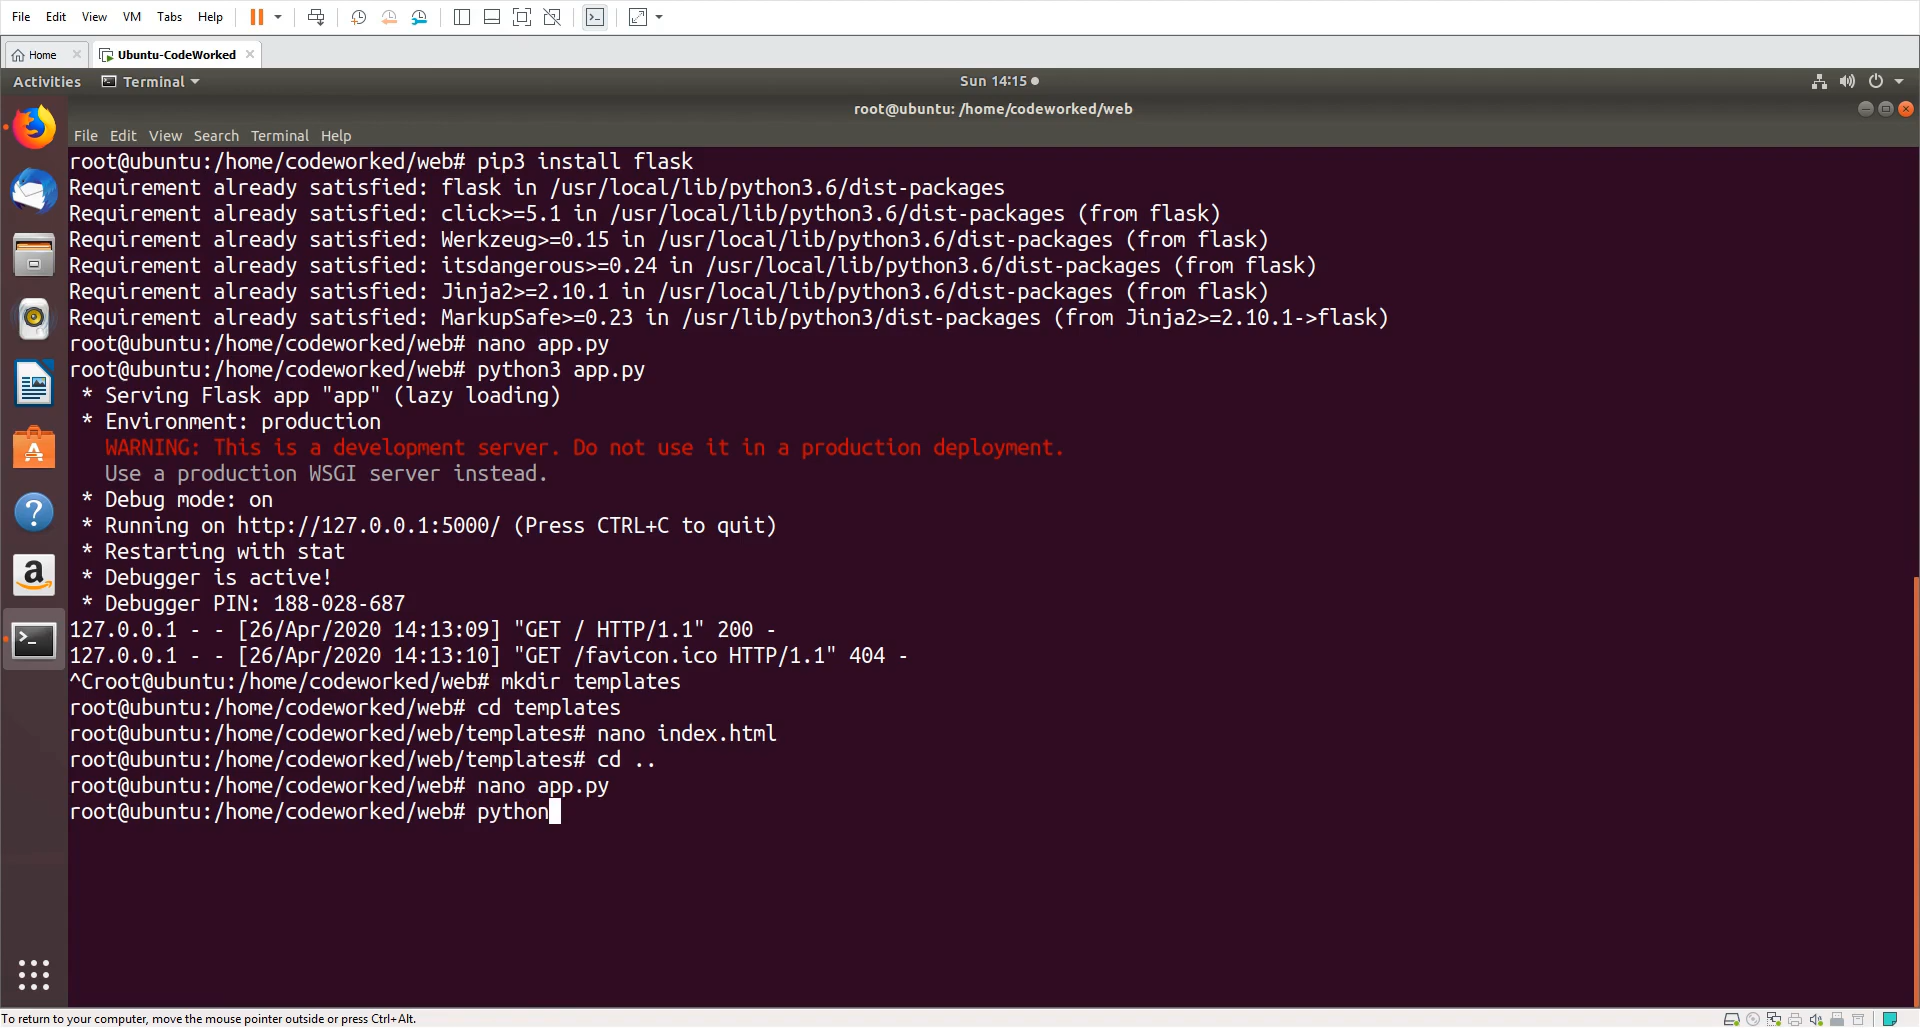 File Edit View VM Tabs Help
Home
Ubuntu-CodeWorked
Activities Terminal Sun 14:15
root@ubuntu: /home/codeworked/web
File Edit View Search Terminal Help
root@ubuntu:/home/codeworked/web# pip3 install flask
Requirement already satisfied: flask in /usr/local/lib/python3.6/dist-packages
Requirement already satisfied: click>=5.1 in /usr/local/lib/python3.6/dist-packages (from flask)
Requirement already satisfied: Werkzeug>=0.15 in /usr/local/lib/python3.6/dist-packages (from flask)
Requirement already satisfied: itsdangerous>=0.24 in /usr/local/lib/python3.6/dist-packages (from flask)
Requirement already satisfied: Jinja2>=2.10.1 in /usr/local/lib/python3.6/dist-packages (from flask)
Requirement already satisfied: MarkupSafe>=0.23 in /usr/lib/python3/dist-packages (from Jinja2>=2.10.1->flask)
root@ubuntu:/home/codeworked/web# nano app.py
root@ubuntu:/home/codeworked/web# python3 app.py
 * Serving Flask app "app" (lazy loading)
 * Environment: production
   WARNING: This is a development server. Do not use it in a production deployment.
   Use a production WSGI server instead.
 * Debug mode: on
 * Running on http://127.0.0.1:5000/ (Press CTRL+C to quit)
 * Restarting with stat
 * Debugger is active!
 * Debugger PIN: 188-028-687
127.0.0.1 - - [26/Apr/2020 14:13:09] "GET / HTTP/1.1" 200 -
127.0.0.1 - - [26/Apr/2020 14:13:10] "GET /favicon.ico HTTP/1.1" 404 -
^Croot@ubuntu:/home/codeworked/web# mkdir templates
root@ubuntu:/home/codeworked/web# cd templates
root@ubuntu:/home/codeworked/web/templates# nano index.html
root@ubuntu:/home/codeworked/web/templates# cd ..
root@ubuntu:/home/codeworked/web# nano app.py
root@ubuntu:/home/codeworked/web# python
To return to your computer, move the mouse pointer outside or press Ctrl+Alt.